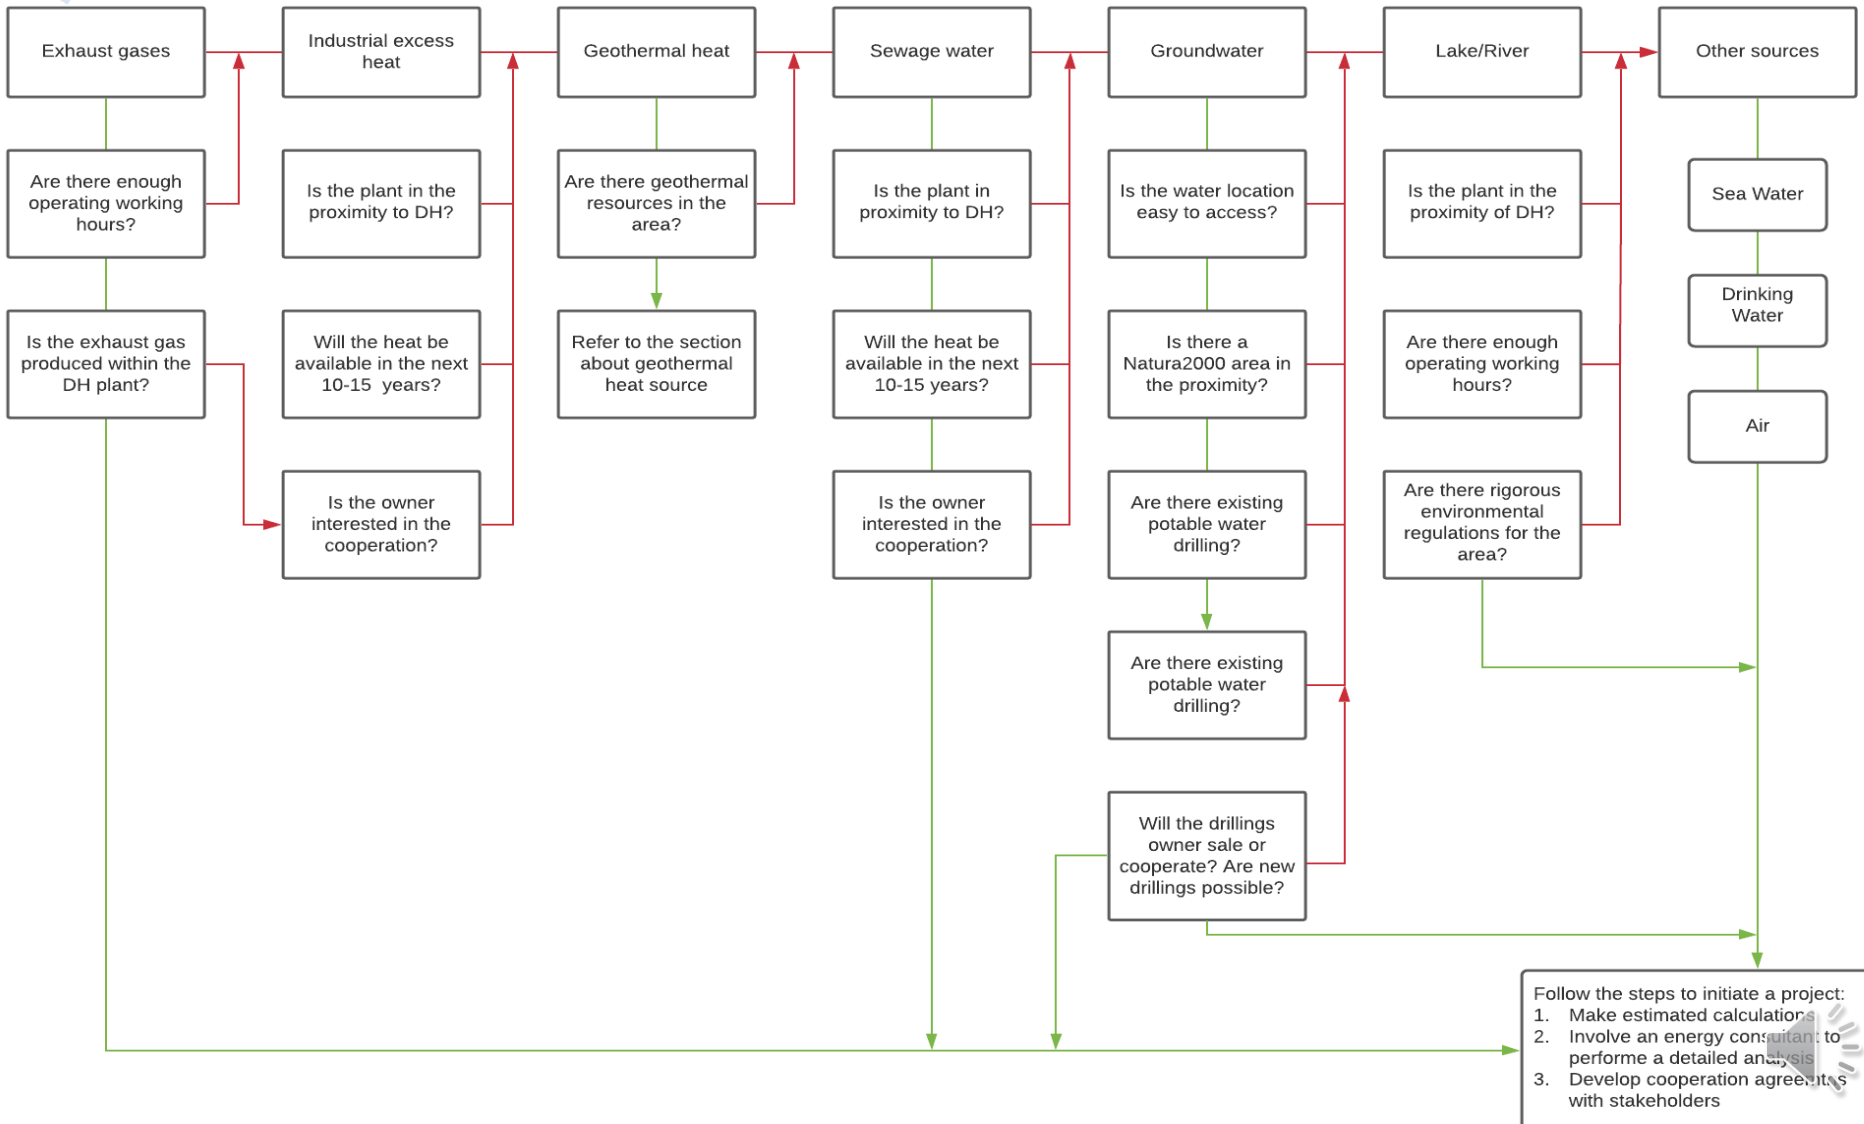 Exhaust gases
Industrial excess
heat
Geothermal heat
Sewage water
Groundwater
Lake/River
Other sources
Are there enough
operating working
hours?
Is the plant in the
proximity to DH?
Are there geothermal
resources in the
area?
Is the plant in
proximity to DH?
Is the water location
easy to access?
Is the plant in the
proximity of DH?
Sea Water
Drinking
Water
Is the exhaust gas
produced within the
DH plant?
Will the heat be
available in the next
10-15 years?
Refer to the section
about geothermal
heat source
Will the heat be
available in the next
10-15 years?
Is there a
Natura2000 area in
the proximity?
Are there enough
operating working
hours?
Air
Is the owner
interested in the
cooperation?
Is the owner
interested in the
cooperation?
Are there existing
potable water
drilling?
Are there rigorous
environmental
regulations for the
area?
Are there existing
potable water
drilling?
Will the drillings
owner sale or
cooperate? Are new
drillings possible?
Follow the steps to initiate a project:
1. Make estimated calculations
2. Involve an energy consultant to
performe a detailed analysis
3. Develop cooperation
with stakeholders